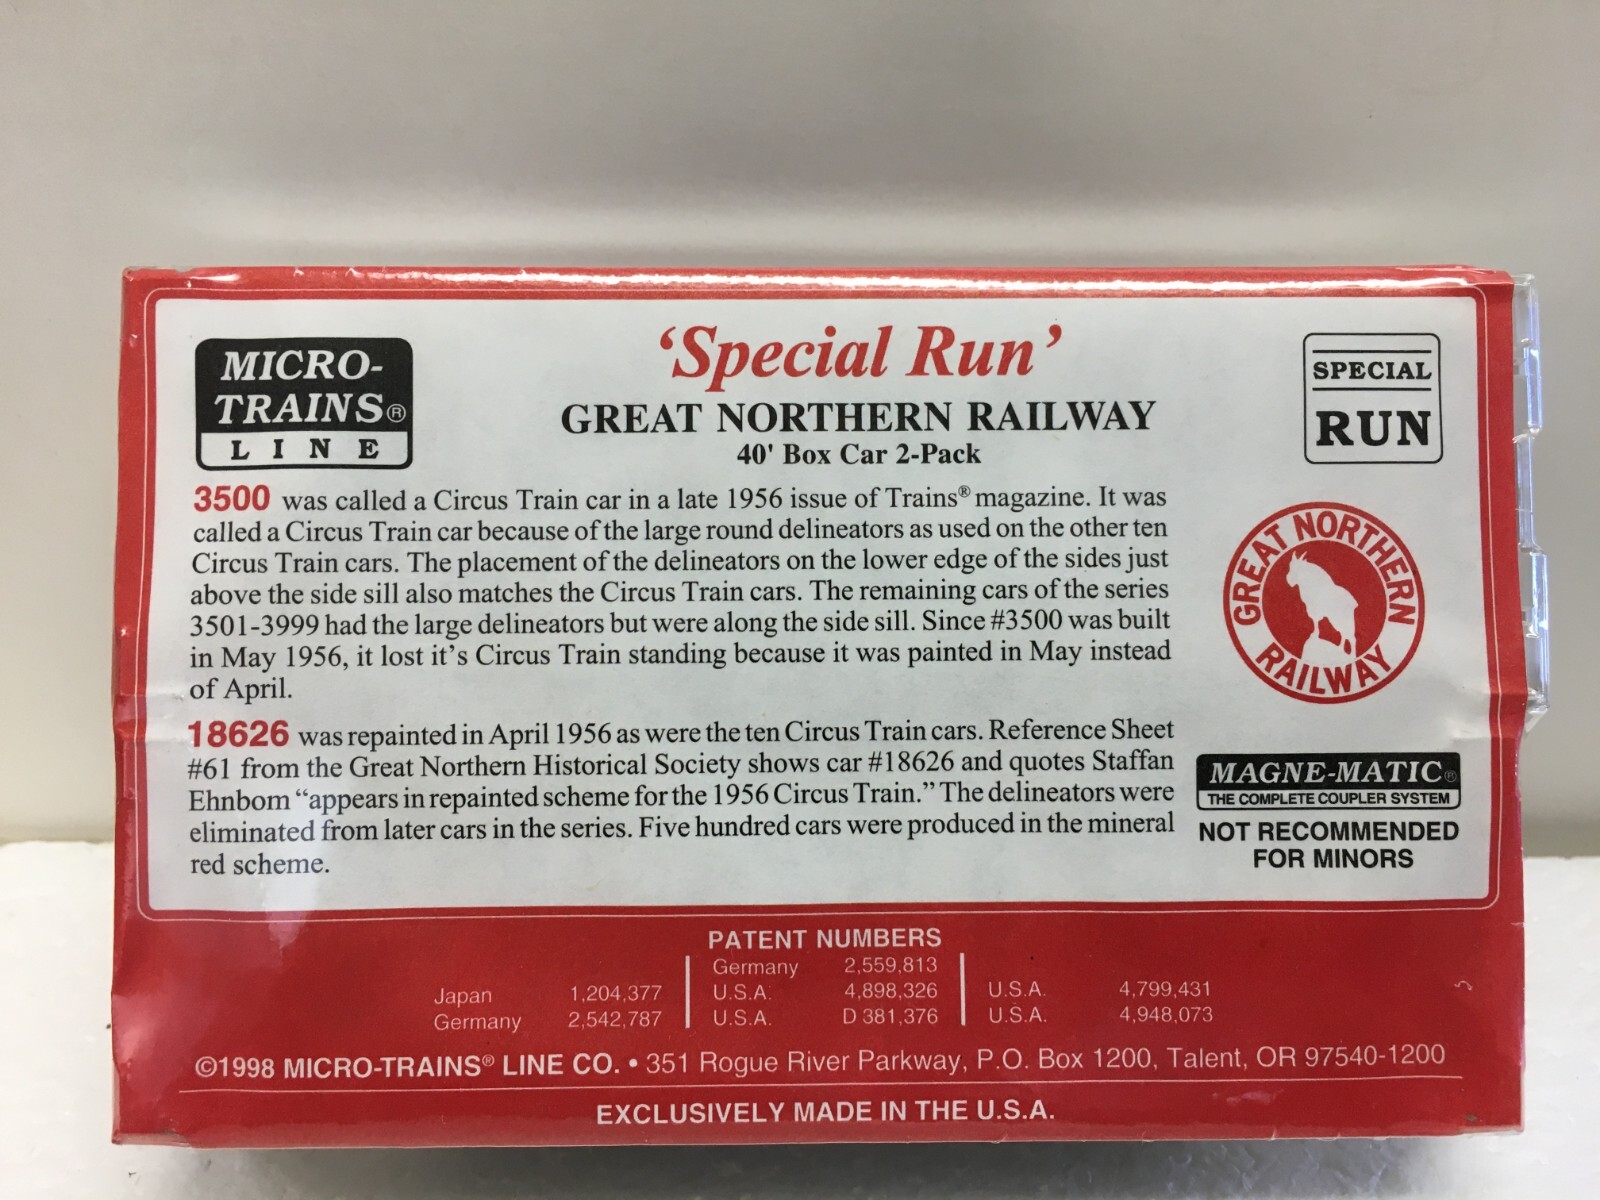 MICRO-
TRAINS®
LINE
‘Special Run’
GREAT NORTHERN RAILWAY
40' Box Car 2-Pack
SPECIAL
RUN
3500 was called a Circus Train car in a late 1956 issue of Trains® magazine. It was
called a Circus Train car because of the large round delineators as used on the other ten
Circus Train cars. The placement of the delineators on the lower edge of the sides just
above the side sill also matches the Circus Train cars. The remaining cars of the series
3501-3999 had the large delineators but were along the side sill. Since #3500 was built
in May 1956, it lost it’s Circus Train standing because it was painted in May instead
of April.
18626 was repainted in April 1956 as were the ten Circus Train cars. Reference Sheet
#61 from the Great Northern Historical Society shows car #18626 and quotes Staffan
Ehnbom “appears in repainted scheme for the 1956 Circus Train.” The delineators were
eliminated from later cars in the series. Five hundred cars were produced in the mineral
red scheme.
GREAT NORTHERN
RAILWAY
MAGNE-MATIC®
THE COMPLETE COUPLER SYSTEM
NOT RECOMMENDED
FOR MINORS
PATENT NUMBERS
Japan 1,204,377
Germany 2,542,787
Germany 2,559,813
U.S.A. 4,898,326
U.S.A. D 381,376
U.S.A. 4,799,431
U.S.A. 4,948,073
©1998 MICRO-TRAINS® LINE CO. • 351 Rogue River Parkway, P.O. Box 1200, Talent, OR 97540-1200
EXCLUSIVELY MADE IN THE U.S.A.